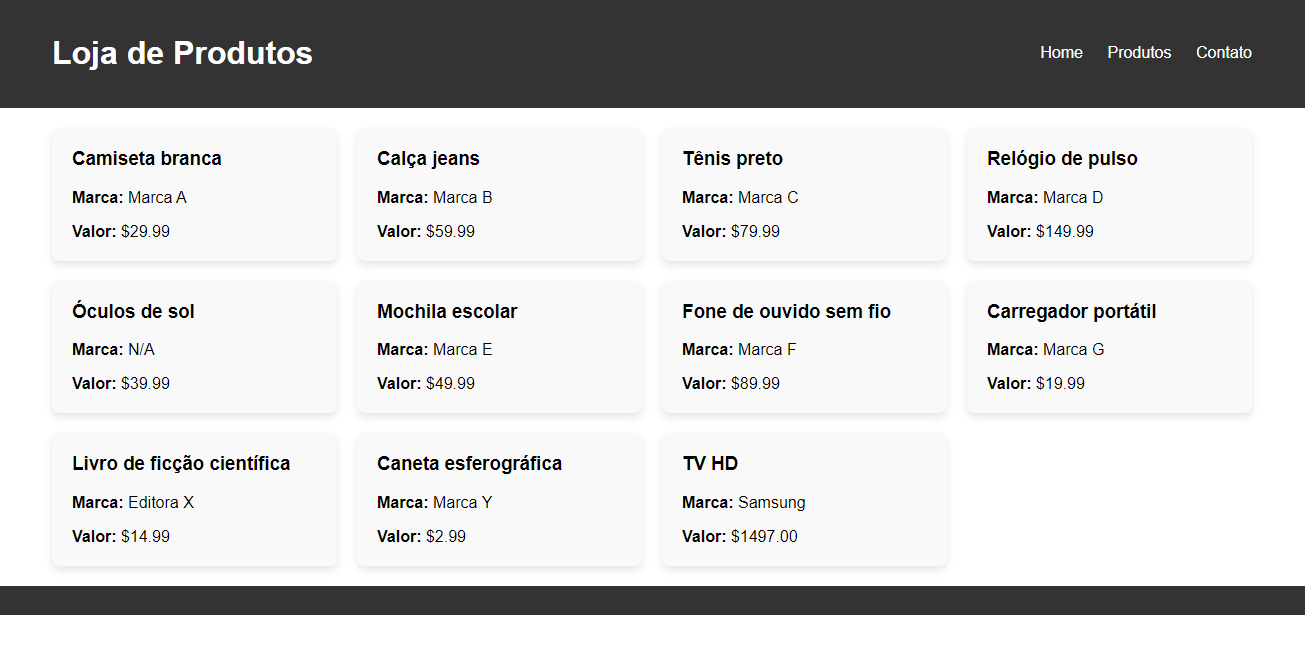 Loja de Produtos
Home
Produtos
Contato
Camiseta branca
Marca: Marca A
Valor: $29.99
Calça jeans
Marca: Marca B
Valor: $59.99
Tênis preto
Marca: Marca C
Valor: $79.99
Relógio de pulso
Marca: Marca D
Valor: $149.99
Óculos de sol
Marca: N/A
Valor: $39.99
Mochila escolar
Marca: Marca E
Valor: $49.99
Fone de ouvido sem fio
Marca: Marca F
Valor: $89.99
Carregador portátil
Marca: Marca G
Valor: $19.99
Livro de ficção científica
Marca: Editora X
Valor: $14.99
Caneta esferográfica
Marca: Marca Y
Valor: $2.99
TV HD
Marca: Samsung
Valor: $1497.00